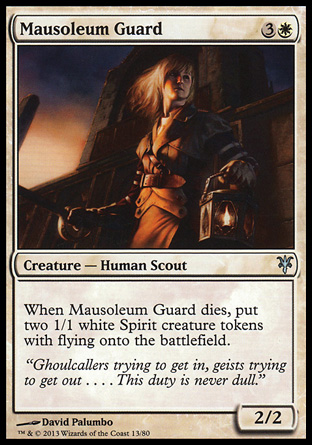 Mausoleum Guard 3
Creature — Human Scout
When Mausoleum Guard dies, put
two 1/1 white Spirit creature tokens
with flying onto the battlefield.
“Ghoulcallers trying to get in, geists trying
to get out . . . . This duty is never dull.”
David Palumbo
™ & © 2013 Wizards of the Coast 13/80
2/2